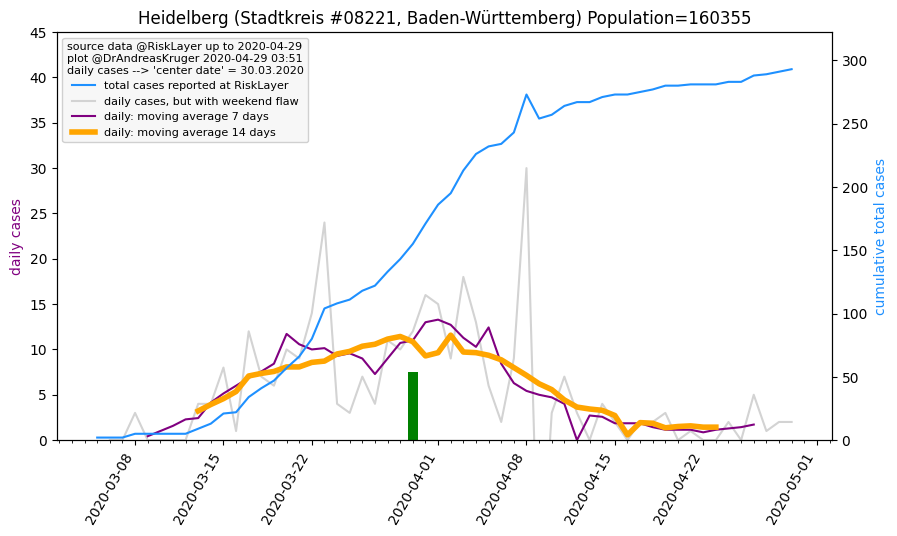 Heidelberg (Stadtkreis #08221, Baden-Württemberg) Population=160355
source data @RiskLayer up to 2020-04-29
plot @DrAndreasKruger 2020-04-29 03:51
daily cases --> 'center date' = 30.03.2020
total cases reported at RiskLayer
daily cases, but with weekend flaw
daily: moving average 7 days
daily: moving average 14 days
daily cases
45
40
35
30
25
20
15
10
5
0
300
250
200
150
100
50
0
cumulative total cases
2020-03-08
2020-03-15
2020-03-22
2020-04-01
2020-04-08
2020-04-15
2020-04-22
2020-05-01